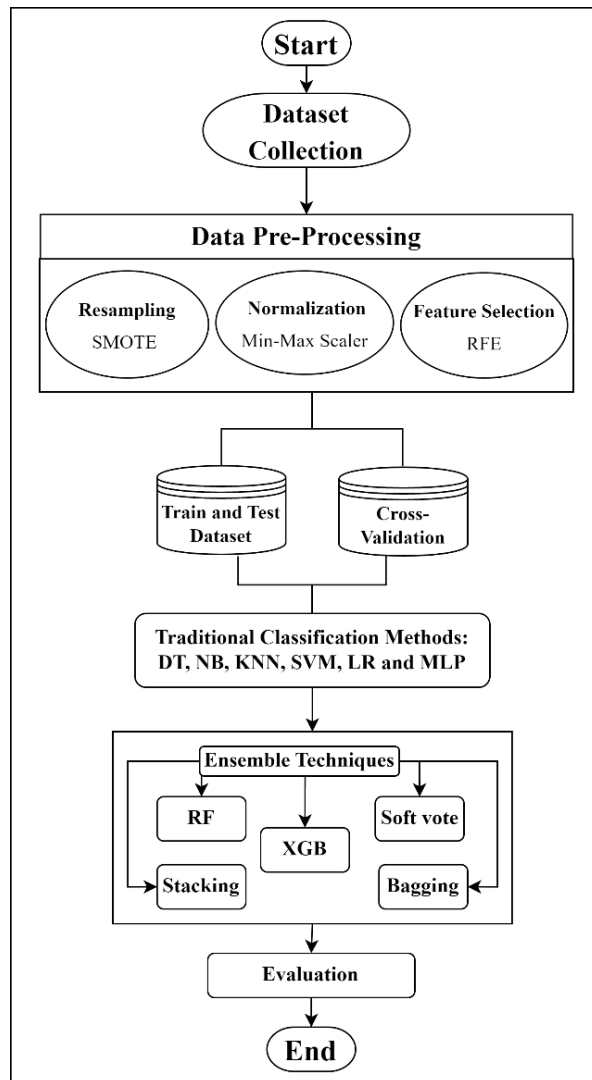 Start
Dataset
Collection
Data Pre-Processing
Resampling
SMOTE
Normalization
Min-Max Scaler
Feature Selection
RFE
Train and Test
Dataset
Cross-
Validation
Traditional Classification Methods:
DT, NB, KNN, SVM, LR and MLP
Ensemble Techniques
RF
XGB
Soft vote
Stacking
Bagging
Evaluation
End